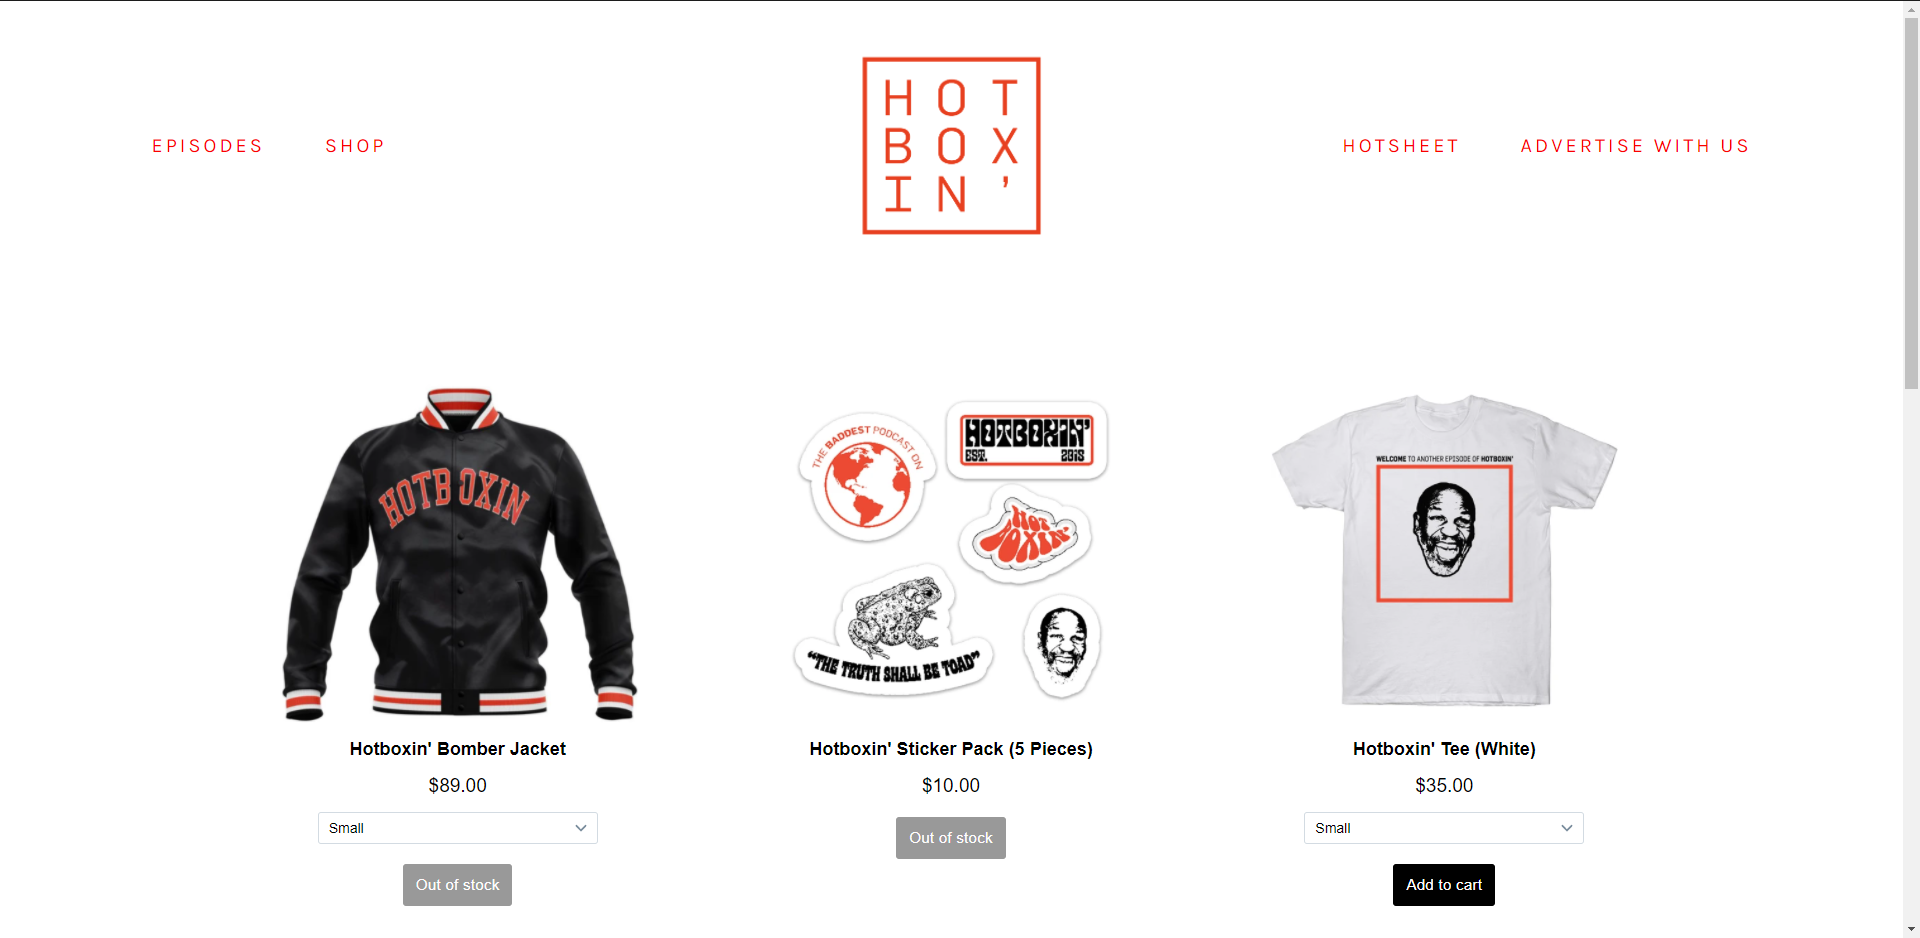 EPISODES
SHOP
HOT
BOX
IN'
HOTSHEET
ADVERTISE WITH US
HOTBOXIN
THE BADDEST PODCAST ON
HOTBOXIN'
EST. 2018
HOT
BOXIN'
"THE TRUTH SHALL BE TOAD"
WELCOME TO ANOTHER EPISODE OF HOTBOXIN'
Hotboxin' Bomber Jacket
$89.00
Small
Out of stock
Hotboxin' Sticker Pack (5 Pieces)
$10.00
Out of stock
Hotboxin' Tee (White)
$35.00
Small
Add to cart